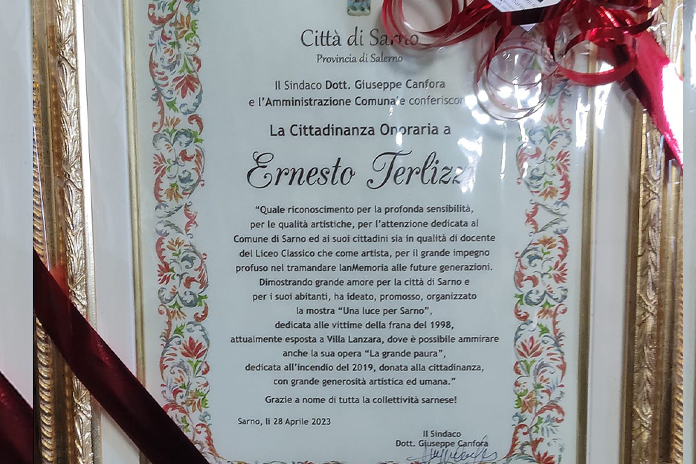 Città di Sarno
Provincia di Salerno
Il Sindaco Dott. Giuseppe Canfora
e l'Amministrazione Comunale conferiscon
La Cittadinanza Onoraria a
Ernesto Terlizzi
"Quale riconoscimento per la profonda sensibilità,
per le qualità artistiche, per l'attenzione dedicata al
Comune di Sarno ed ai suoi cittadini sia in qualità di docente
del Liceo Classico che come artista, per il grande impegno
profuso nel tramandare lanMemoria alle future generazioni.
Dimostrando grande amore per la città di Sarno e
per i suoi abitanti, ha ideato, promosso, organizzato
la mostra "Una luce per Sarno",
dedicata alle vittime della frana del 1998,
attualmente esposta a Villa Lanzara, dove è possibile ammirare
anche la sua opera "La grande paura",
dedicata all'incendio del 2019, donata alla cittadinanza,
con grande generosità artistica ed umana."
Grazie a nome di tutta la collettività sarnese!
Sarno, li 28 Aprile 2023
Il Sindaco
Dott. Giuseppe Canfora